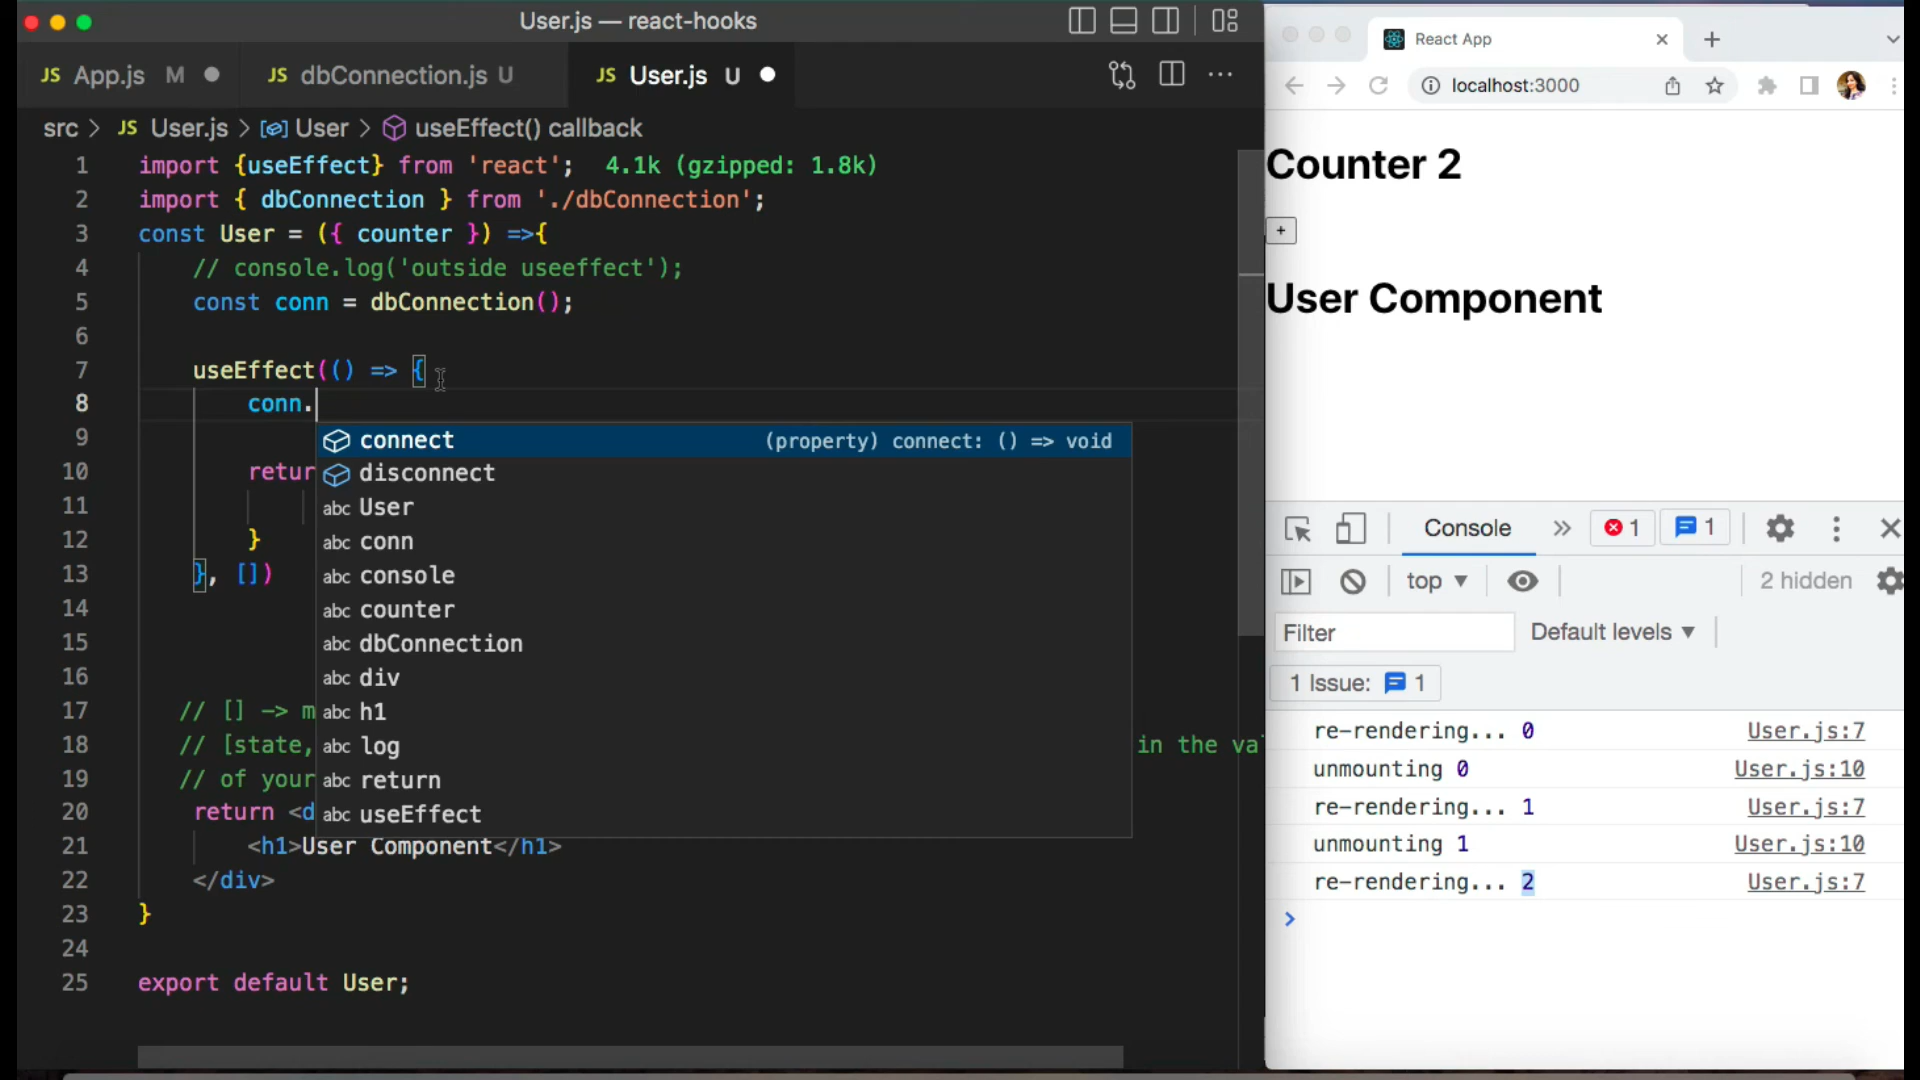 User.js — react-hooks
JS App.js M
JS dbConnection.js U
JS User.js U
src > JS User.js > User > useEffect() callback
1 import {useEffect} from 'react'; 4.1k (gzipped: 1.8k)
2 import { dbConnection } from './dbConnection';
3 const User = ({ counter }) =>{
4 // console.log('outside useeffect');
5 const conn = dbConnection();
6
7 useEffect(() => {
8 conn.
connect (property) connect: () => void
9
disconnect
10 retur
abc User
11
abc conn
12 }
abc console
13 }, [])
abc counter
14
abc dbConnection
15
abc div
16
abc h1
17 // [] -> m
abc log
18 // [state, in the va
abc return
19 // of your
abc useEffect
20 return <d
21 <h1>User Component</h1>
22 </div>
23 }
24
25 export default User;
React App
localhost:3000
Counter 2
+
User Component
Console » 1 1
top ▼ 2 hidden
Filter Default levels ▼
1 Issue: 1
re-rendering... 0 User.js:7
unmounting 0 User.js:10
re-rendering... 1 User.js:7
unmounting 1 User.js:10
re-rendering... 2 User.js:7
>